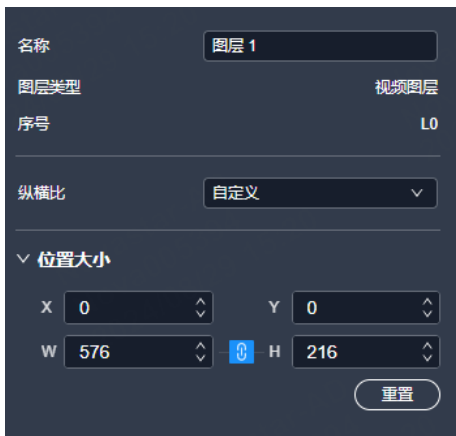 名称 图层 1
图层类型 视频图层
序号 L0
纵横比 自定义
位置大小
X 0 Y 0
W 576 H 216
重置